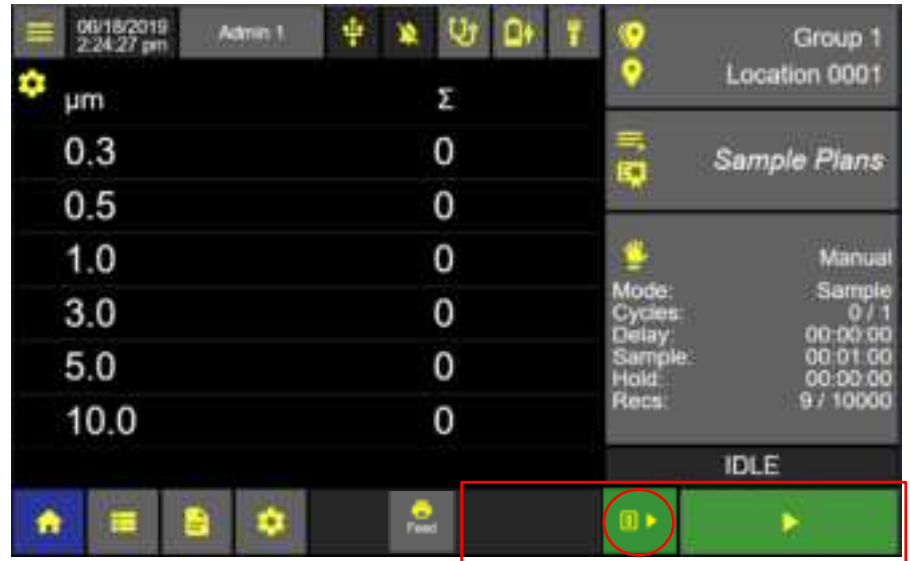 06/18/2019
2:24:27 pm
Admin 1
Group 1
Location 0001
µm Σ
0.3 0
0.5 0
1.0 0
3.0 0
5.0 0
10.0 0
Sample Plans
Manual
Mode: Sample
Cycles: 0 / 1
Delay: 00:00:00
Sample: 00:01:00
Hold: 00:00:00
Recs: 9 / 10000
IDLE
Feed